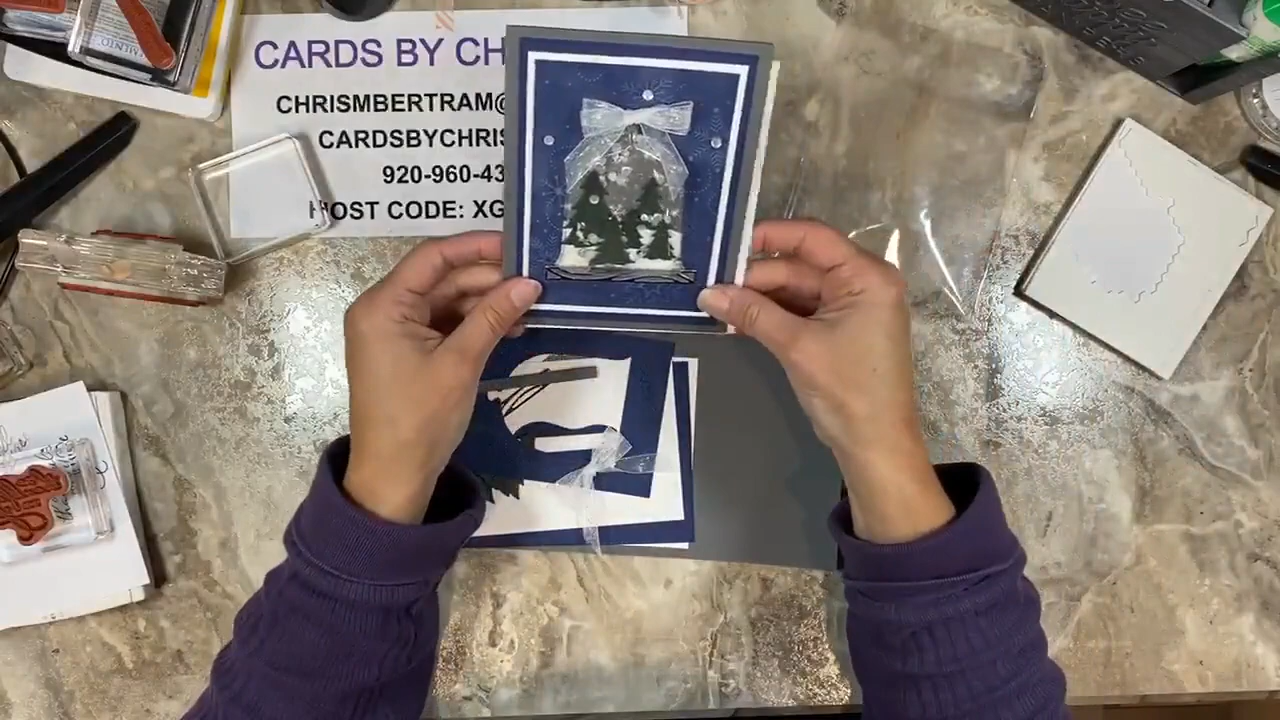 CARDS BY CH
CHRISMBERTRAM@
CARDSBYCHRIS
920-960-43
HOST CODE: XG